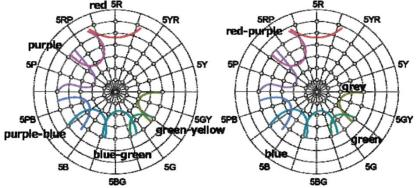 red 5R
5RP 5YR
purple
5P 5Y
5PB 5GY
purple-blue green-yellow
blue-green
5B 5G
5BG
5R
5RP 5YR
red-purple
5P 5Y
grey
5PB 5GY
green
blue
5B 5G
5BG